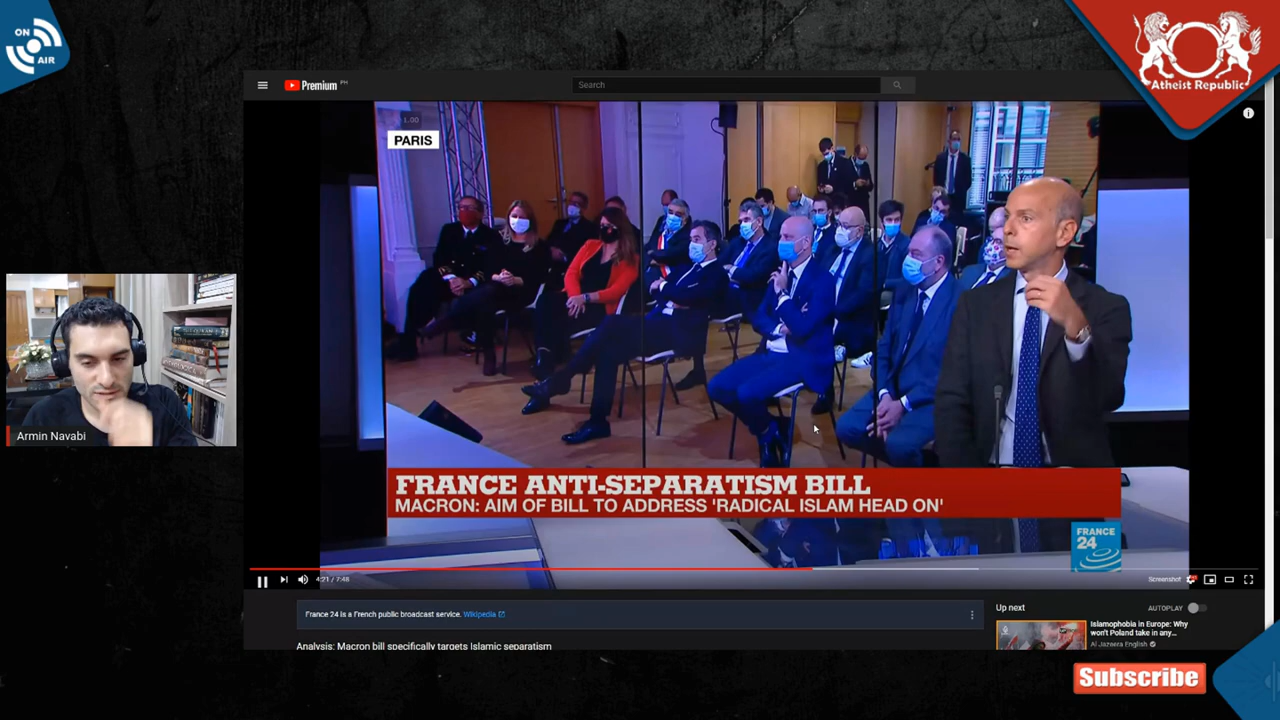 ON
AIR
Atheist Republic
Premium PH
Search
PARIS
Armin Navabi
FRANCE ANTI-SEPARATISM BILL
MACRON: AIM OF BILL TO ADDRESS 'RADICAL ISLAM HEAD ON'
FRANCE
24
4:21 / 7:48
Screenshot
France 24 is a French public broadcast service. Wikipedia
Up next
AUTOPLAY
Islamophobia in Europe: Why
won't Poland take in any...
Al Jazeera English
Analysis: Macron bill specifically targets Islamic separatism
Subscribe